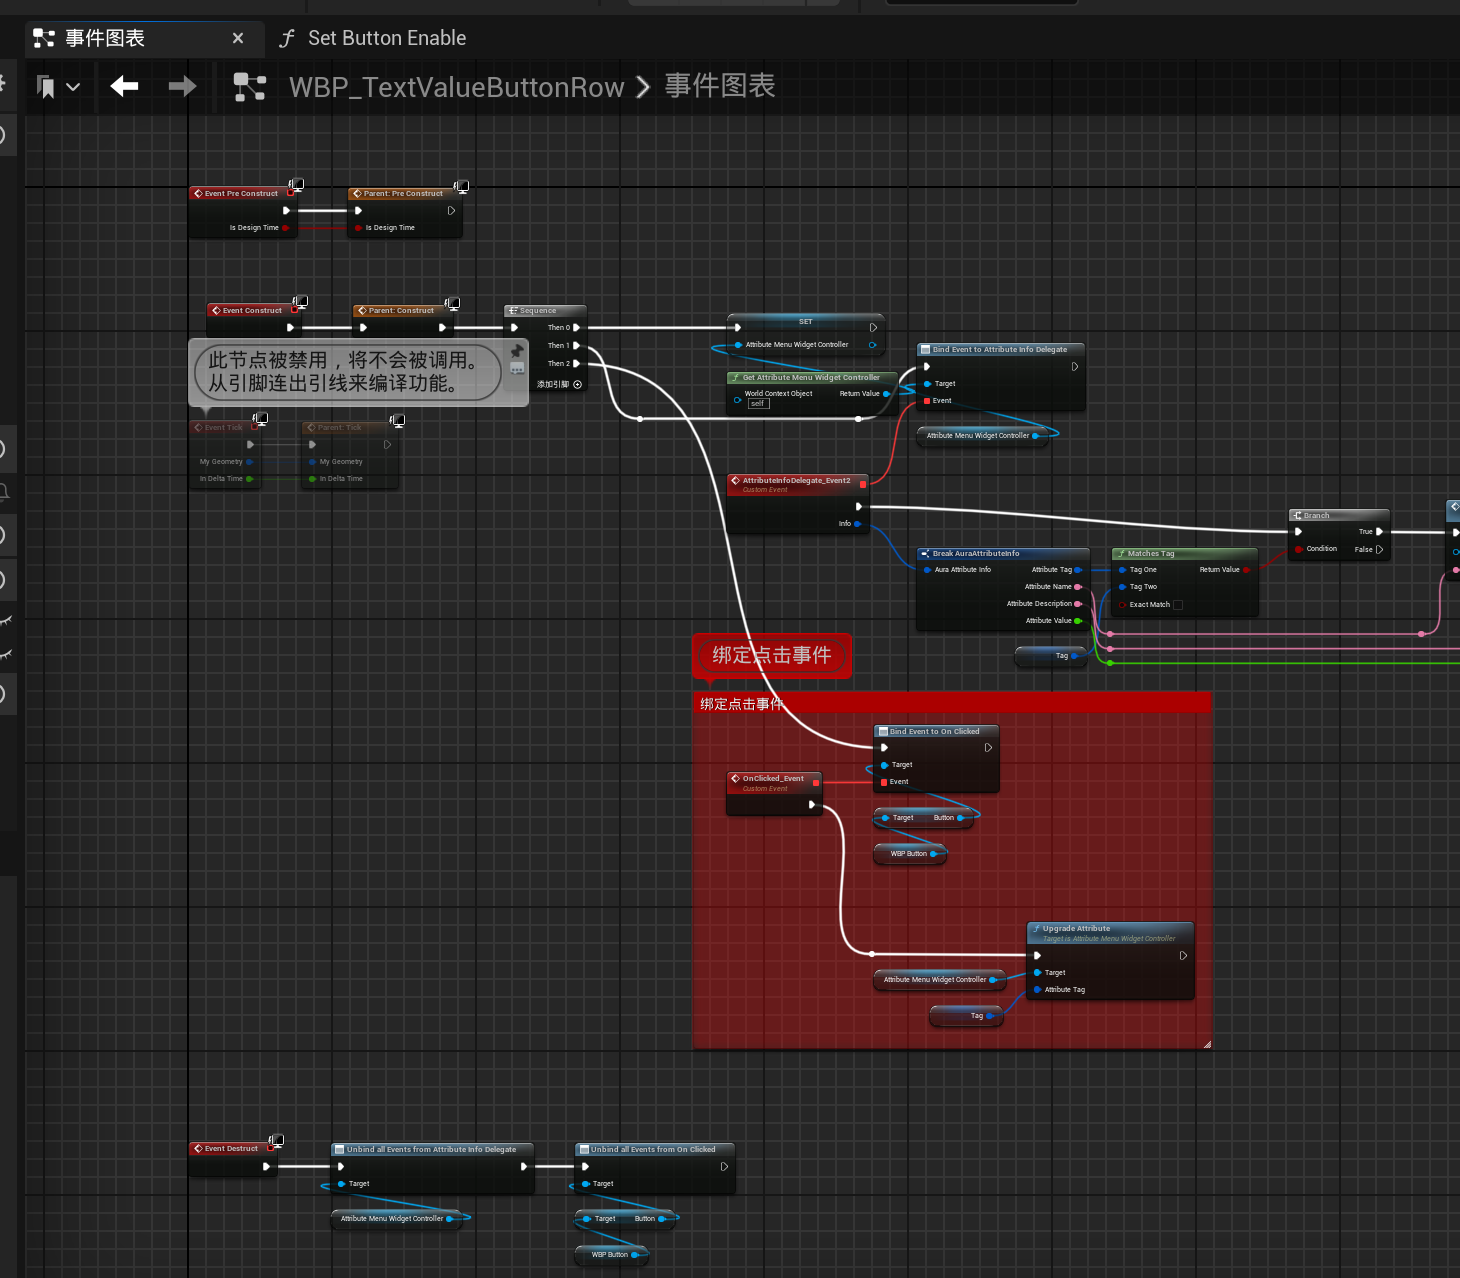 事件图表
Set Button Enable
WBP_TextValueButtonRow
事件图表
Event Pre Construct
Is Design Time
Parent: Pre Construct
Is Design Time
Event Construct
Parent: Construct
Sequence
Then 0
Then 1
Then 2
添加引脚
此节点被禁用，将不会被调用。
从引脚连出引线来编译功能。
Event Tick
My Geometry
In Delta Time
Parent: Tick
My Geometry
In Delta Time
SET
Attribute Menu Widget Controller
Get Attribute Menu Widget Controller
World Context Object
self
Return Value
Bind Event to Attribute Info Delegate
Target
Event
Attribute Menu Widget Controller
AttributeInfoDelegate_Event2
Custom Event
Info
Break AuraAttributeInfo
Aura Attribute Info
Attribute Tag
Attribute Name
Attribute Description
Attribute Value
Matches Tag
Tag One
Tag Two
Exact Match
Return Value
Branch
Condition
True
False
Tag
绑定点击事件
绑定点击事件
Bind Event to On Clicked
Target
Event
OnClicked_Event
Custom Event
Target
Button
WBP Button
Upgrade Attribute
Target is Attribute Menu Widget Controller
Target
Attribute Tag
Attribute Menu Widget Controller
Tag
Event Destruct
Unbind all Events from Attribute Info Delegate
Target
Attribute Menu Widget Controller
Unbind all Events from On Clicked
Target
Target
Button
WBP Button